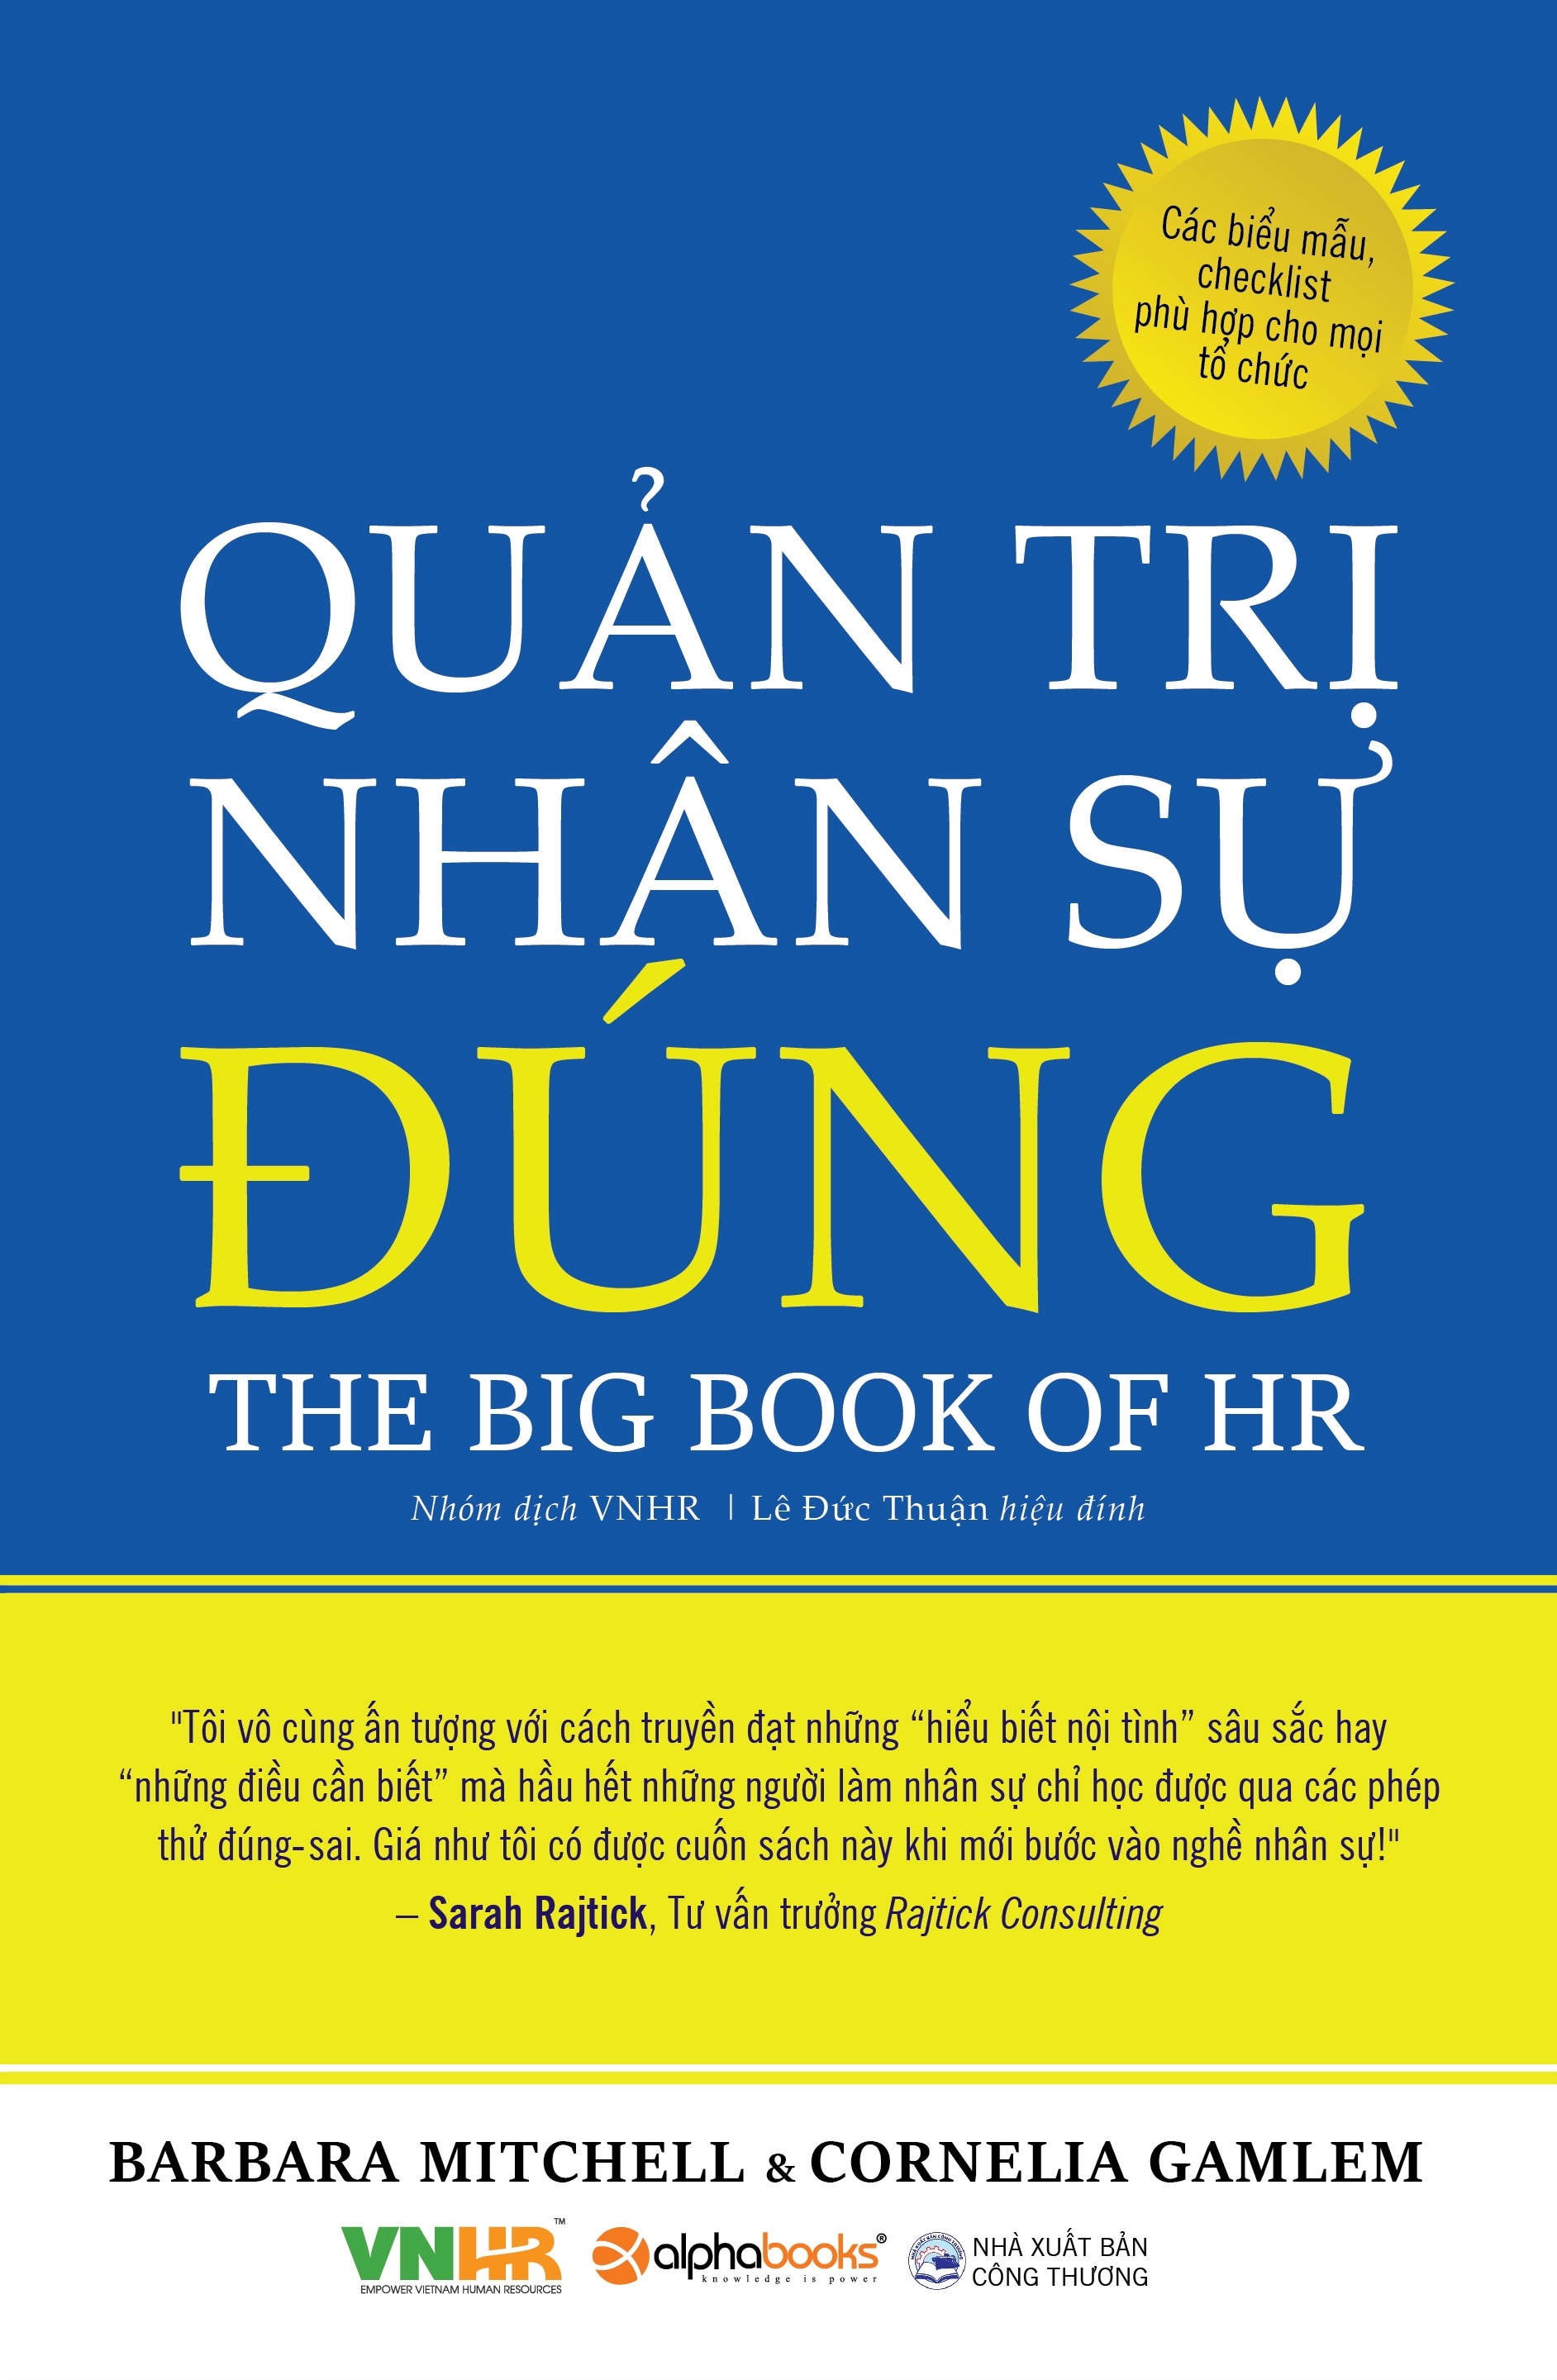 Các biểu mẫu,
checklist
phù hợp cho mọi
tổ chức
QUẢN TRỊ
NHÂN SỰ
ĐÚNG
THE BIG BOOK OF HR
Nhóm dịch VNHR | Lê Đức Thuận hiệu đính
"Tôi vô cùng ấn tượng với cách truyền đạt những “hiểu biết nội tình” sâu sắc hay
“những điều cần biết” mà hầu hết những người làm nhân sự chỉ học được qua các phép
thử đúng-sai. Giá như tôi có được cuốn sách này khi mới bước vào nghề nhân sự!"
– Sarah Rajtick, Tư vấn trưởng Rajtick Consulting
BARBARA MITCHELL & CORNELIA GAMLEM
VNHR™
EMPOWER VIETNAM HUMAN RESOURCES
alphabooks®
knowledge is power
NHÀ XUẤT BẢN
CÔNG THƯƠNG